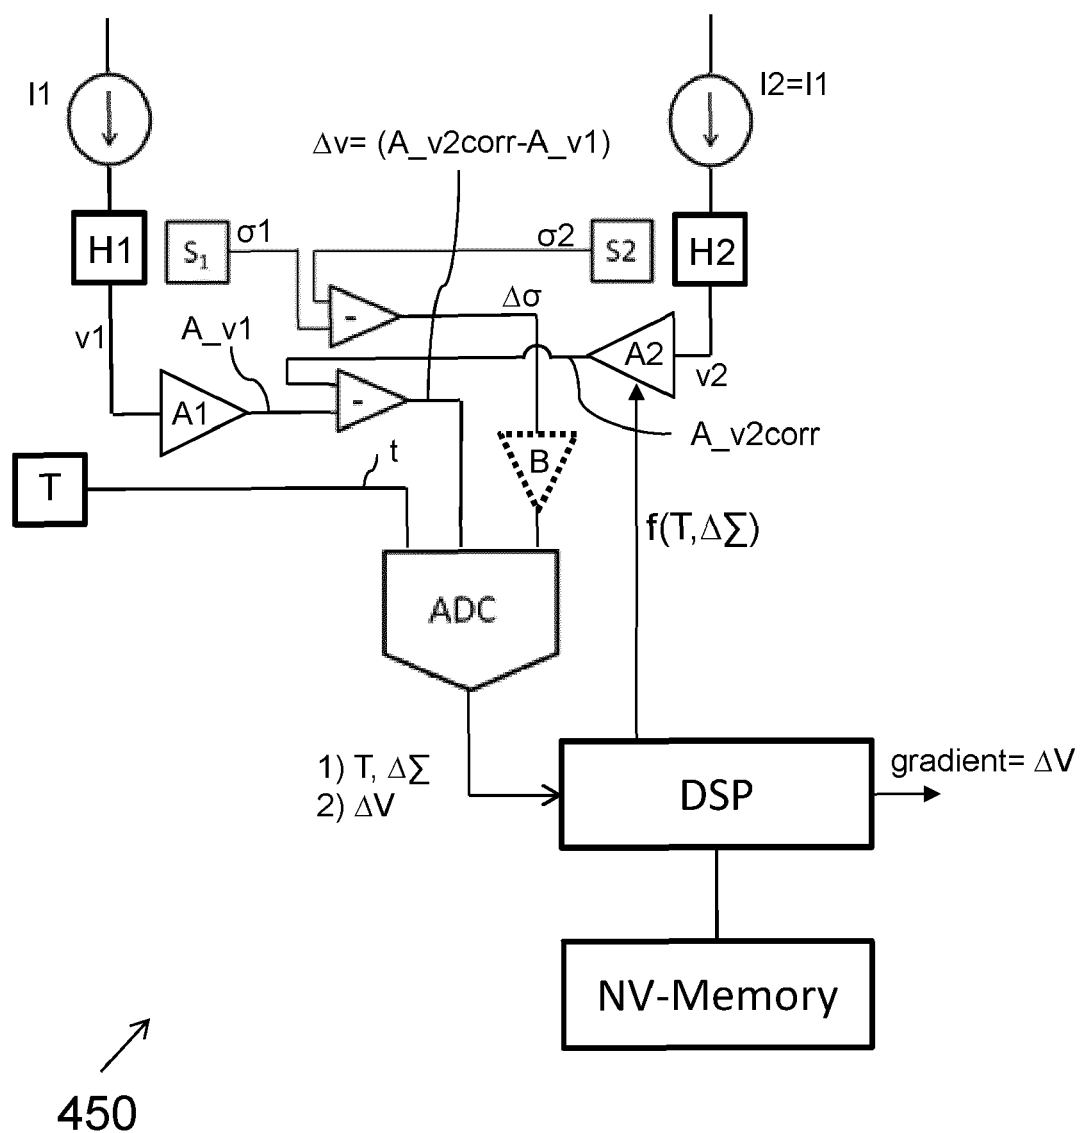 I1
I2=I1
Δv= (A_v2corr-A_v1)
H1
S1
σ1
σ2
S2
H2
-
Δσ
v1
A_v1
A2
v2
A1
-
A_v2corr
t
B
T
f(T,Δ∑)
ADC
1) T, Δ∑
2) ΔV
DSP
gradient= ΔV
NV-Memory
450